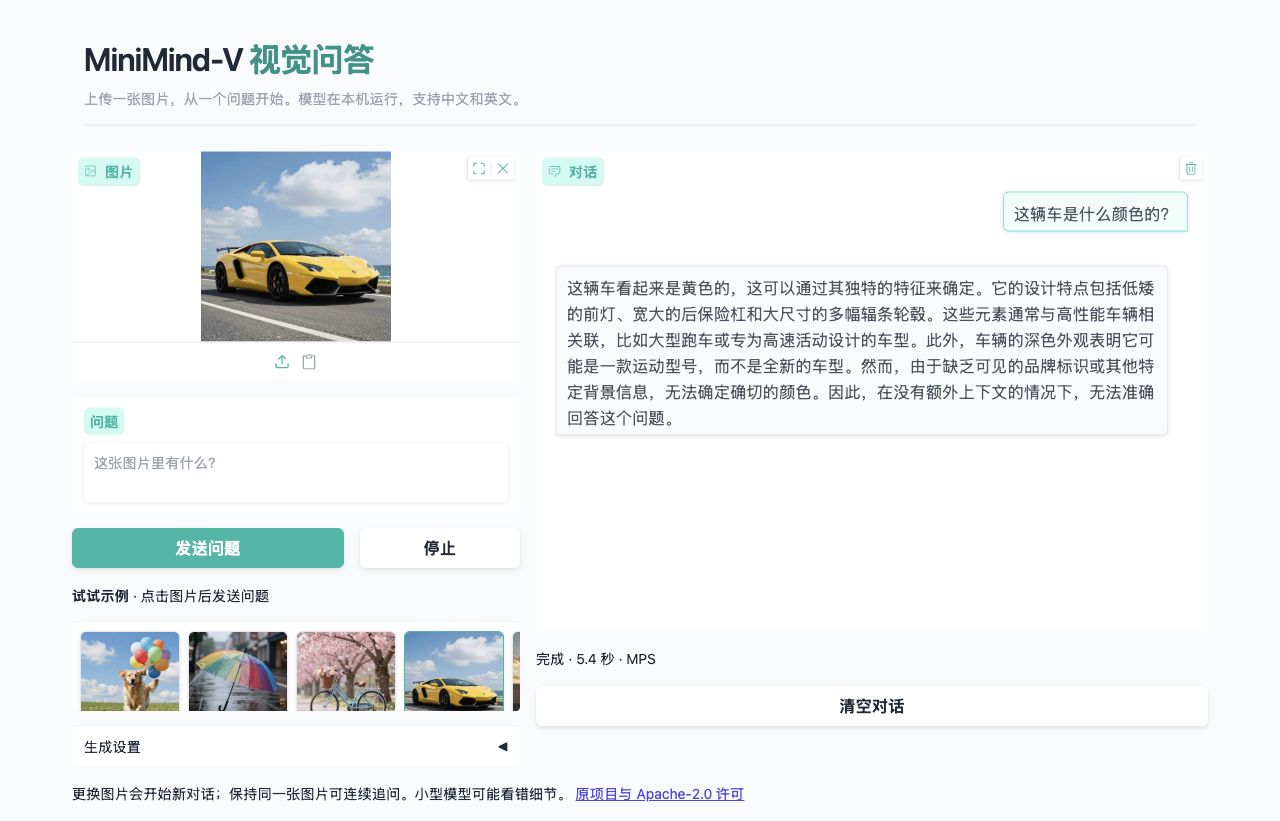 MiniMind-V 视觉问答
上传一张图片，从一个问题开始。模型在本机运行，支持中文和英文。
图片
问题
这张图片里有什么？
发送问题
停止
试试示例 · 点击图片后发送问题
生成设置
对话
这辆车是什么颜色的？
这辆车看起来是黄色的，这可以通过其独特的特征来确定。它的设计特点包括低矮
的前灯、宽大的后保险杠和大尺寸的多幅辐条轮毂。这些元素通常与高性能车辆相
关联，比如大型跑车或专为高速活动设计的车型。此外，车辆的深色外观表明它可
能是一款运动型号，而不是全新的车型。然而，由于缺乏可见的品牌标识或其他特
定背景信息，无法确定确切的颜色。因此，在没有额外上下文的情况下，无法准确
回答这个问题。
完成 · 5.4 秒 · MPS
清空对话
更换图片会开始新对话；保持同一张图片可连续追问。小型模型可能看错细节。 原项目与 Apache-2.0 许可